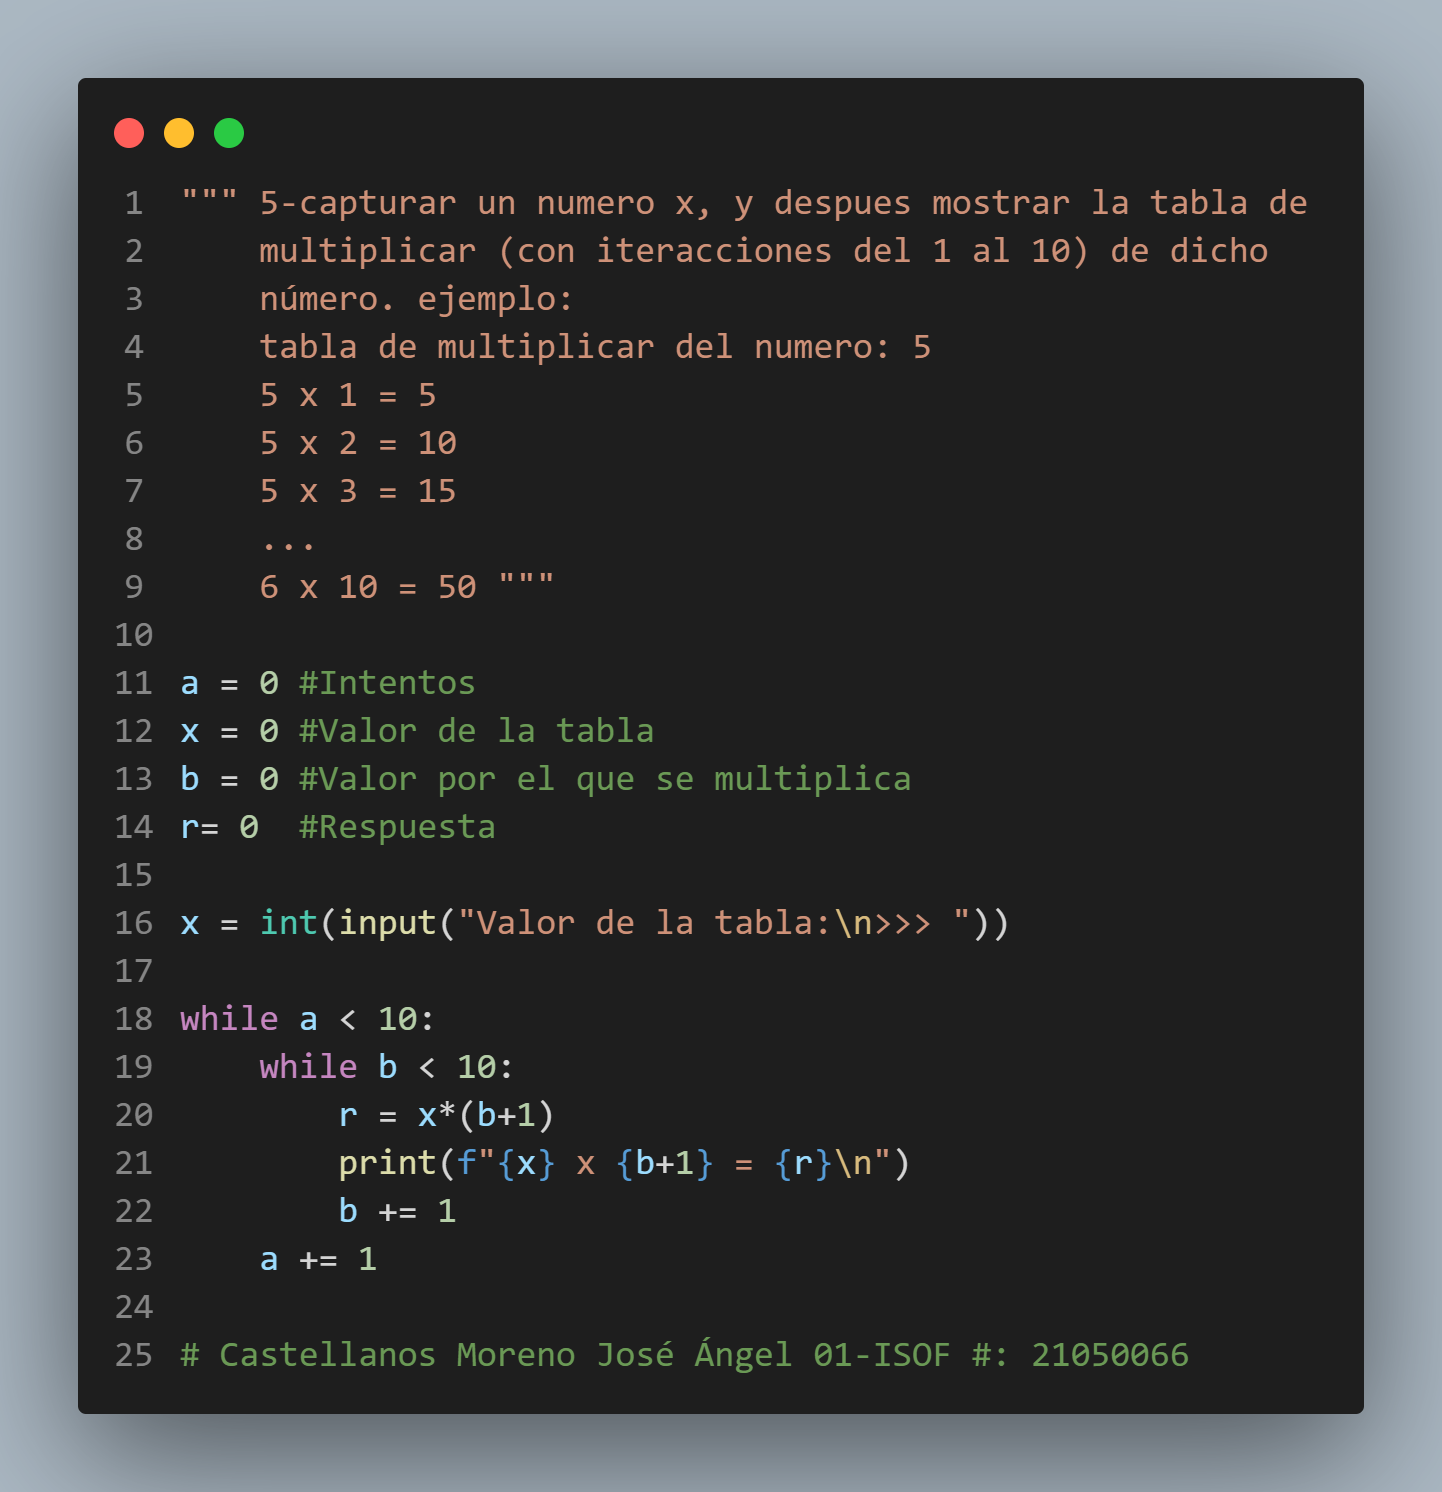 1 """ 5-capturar un numero x, y despues mostrar la tabla de
2     multiplicar (con iteracciones del 1 al 10) de dicho
3     número. ejemplo:
4     tabla de multiplicar del numero: 5
5     5 x 1 = 5
6     5 x 2 = 10
7     5 x 3 = 15
8     ...
9     6 x 10 = 50 """
10
11 a = 0 #Intentos
12 x = 0 #Valor de la tabla
13 b = 0 #Valor por el que se multiplica
14 r= 0  #Respuesta
15
16 x = int(input("Valor de la tabla:\n>>> "))
17
18 while a < 10:
19     while b < 10:
20         r = x*(b+1)
21         print(f"{x} x {b+1} = {r}\n")
22         b += 1
23     a += 1
24
25 # Castellanos Moreno José Ángel 01-ISOF #: 21050066